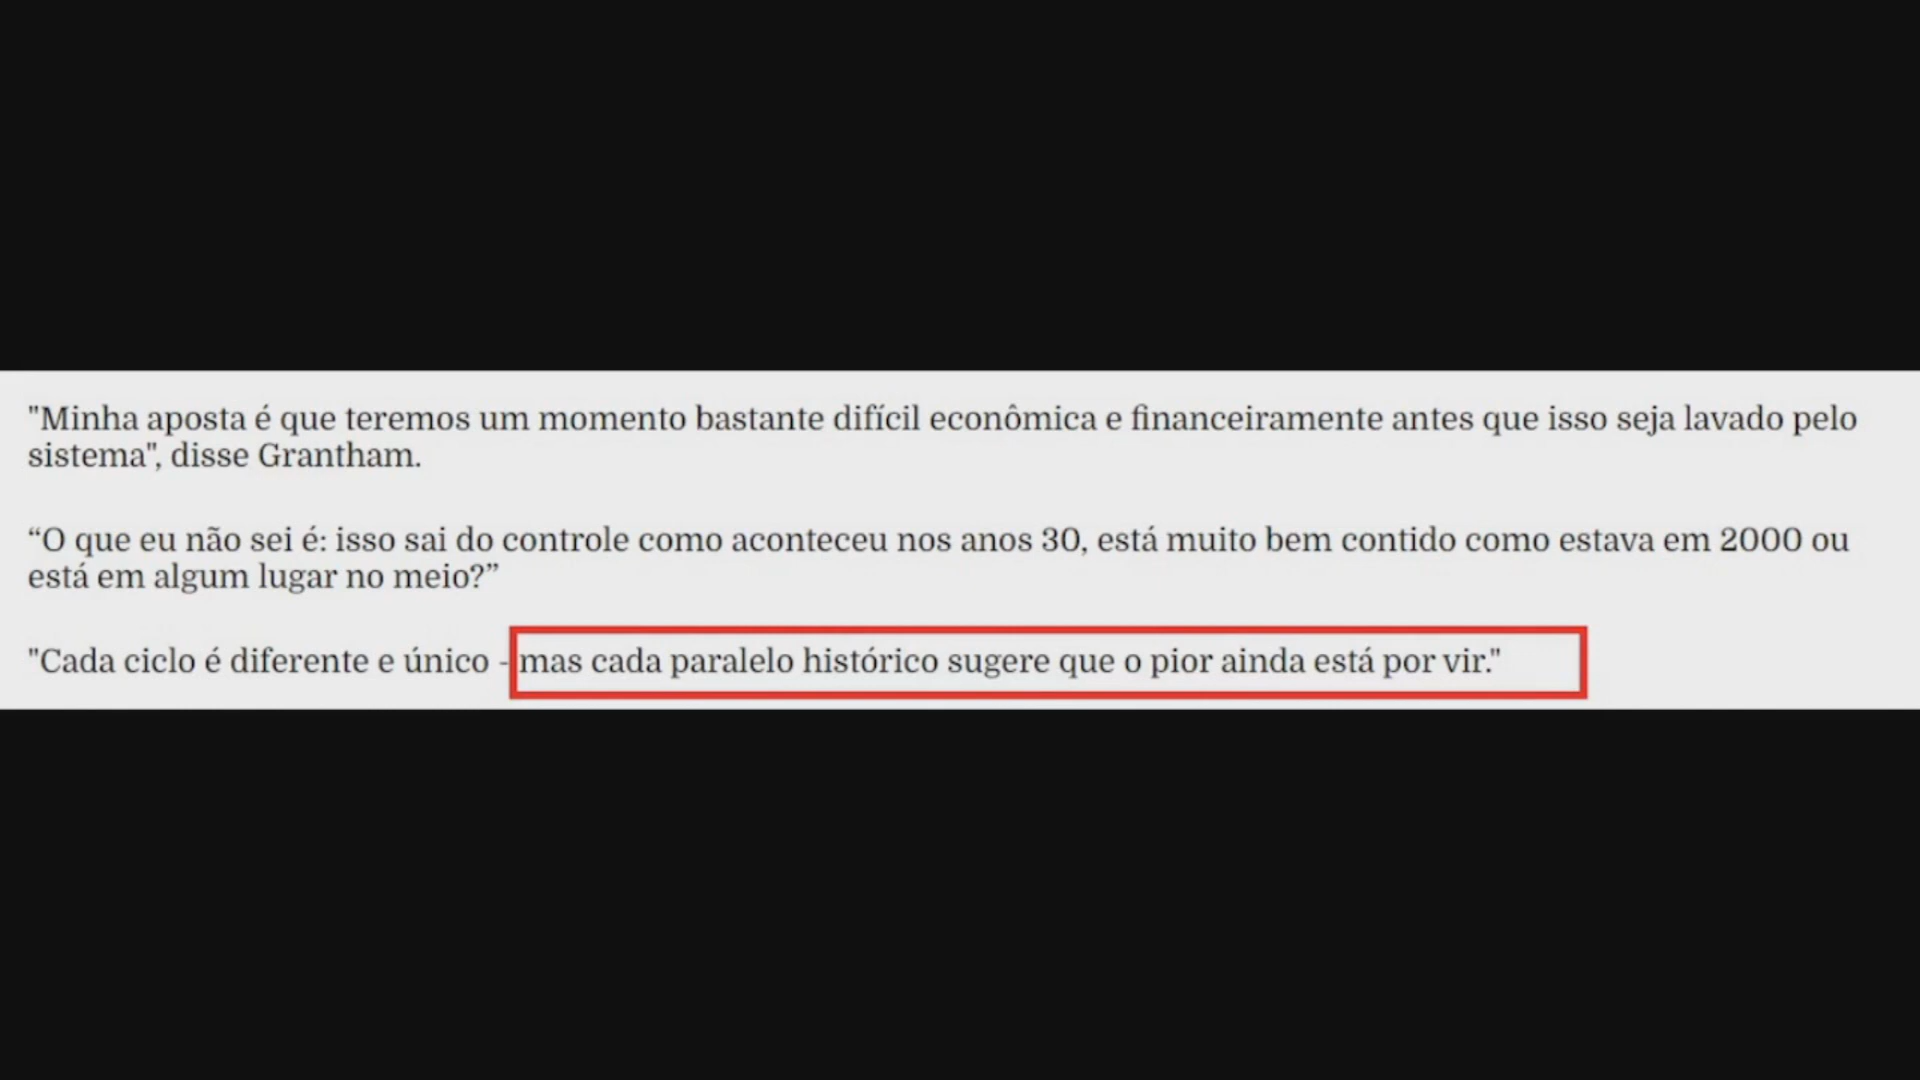 "Minha aposta é que teremos um momento bastante difícil econômica e financeiramente antes que isso seja lavado pelo
sistema", disse Grantham.
“O que eu não sei é: isso sai do controle como aconteceu nos anos 30, está muito bem contido como estava em 2000 ou
está em algum lugar no meio?”
"Cada ciclo é diferente e único - mas cada paralelo histórico sugere que o pior ainda está por vir."